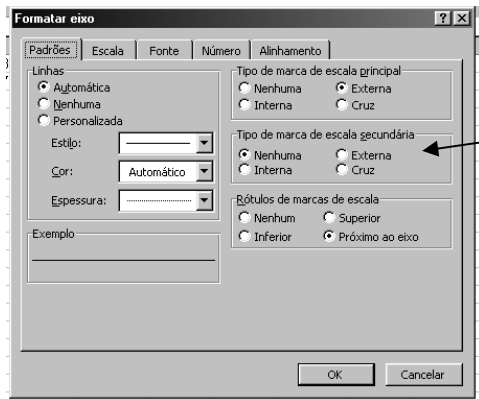 Formatar eixo
Padrões Escala Fonte Número Alinhamento
Linhas
Automática
Nenhuma
Personalizada
Estilo:
Cor: Automático
Espessura:
Exemplo
Tipo de marca de escala principal
Nenhuma Externa
Interna Cruz
Tipo de marca de escala secundária
Nenhuma Externa
Interna Cruz
Rótulos de marcas de escala
Nenhum Superior
Inferior Próximo ao eixo
OK Cancelar